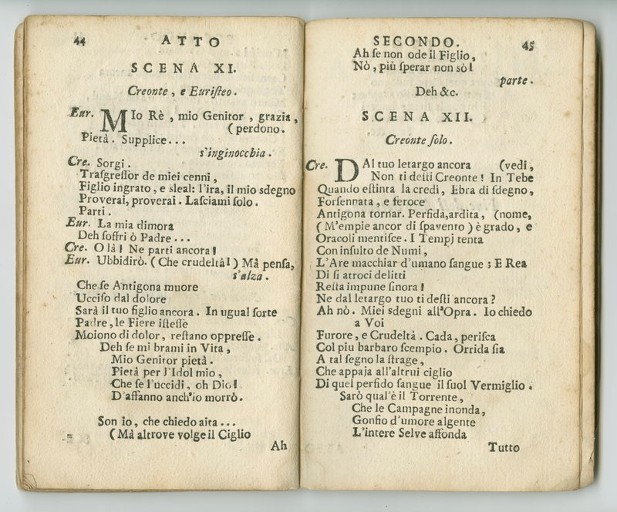 44
ATTO
SCENA XI.
Creonte, e Euristeo.
Eur. MIo Rè, mio Genitor, grazia,
(perdono.
Pietà. Supplice...
s'inginocchia.
Cre. Sorgi.
Trasgressor de miei cenni,
Figlio ingrato, e sleal: l'ira, il mio sdegno
Proverai, proverai. Lasciami solo.
Parti.
Eur. La mia dimora
Deh soffri ò Padre...
Cre. O là! Ne parti ancora!
Eur. Ubbidirò. (Che crudeltà!) Mà pensa,
s'alza.
Che se Antigona muore
Ucciso dal dolore
Sarà il tuo figlio ancora. In ugual sorte
Padre, le Fiere istesse
Moiono di dolor, restano oppresse.
Deh se mi brami in Vita,
Mio Genitor pietà.
Pietà per l'Idol mio,
Che se l'uccidi, oh Dio!
D'affanno anch'io morrò.
Son io, che chiedo aita...
(Mà altrove volge il Ciglio
Ah
SECONDO.
45
Ah se non ode il Figlio,
Nò, più sperar non sò!
parte.
Deh &c.
SCENA XII.
Creonte solo.
Cre. DAl tuo letargo ancora (vedi,
Non ti desti Creonte! In Tebe
Quando estinta la credi, Ebra di sdegno,
Forsennata, e feroce
Antigona tornar. Perfida, ardita, (nome,
(M'empie ancor di spavento) è grado, e
Oracoli mentisce. I Tempj tenta
Con insulto de Numi,
L'Are macchiar d'umano sangue: E Rea
Di sì atroci delitti
Resta impune sinora!
Ne dal letargo tuo ti desti ancora?
Ah nò. Miei sdegni all'Opra. Io chiedo
a Voi
Furore, e Crudeltà. Cada, perisca
Col più barbaro scempio. Orrida sia
A tal segno la strage,
Che appaja all'altrui ciglio
Di quel perfido sangue il suol Vermiglio.
Sarò qual'è il Torrente,
Che le Campagne inonda,
Gonfio d'umore algente
L'intere Selve affonda
Tutto